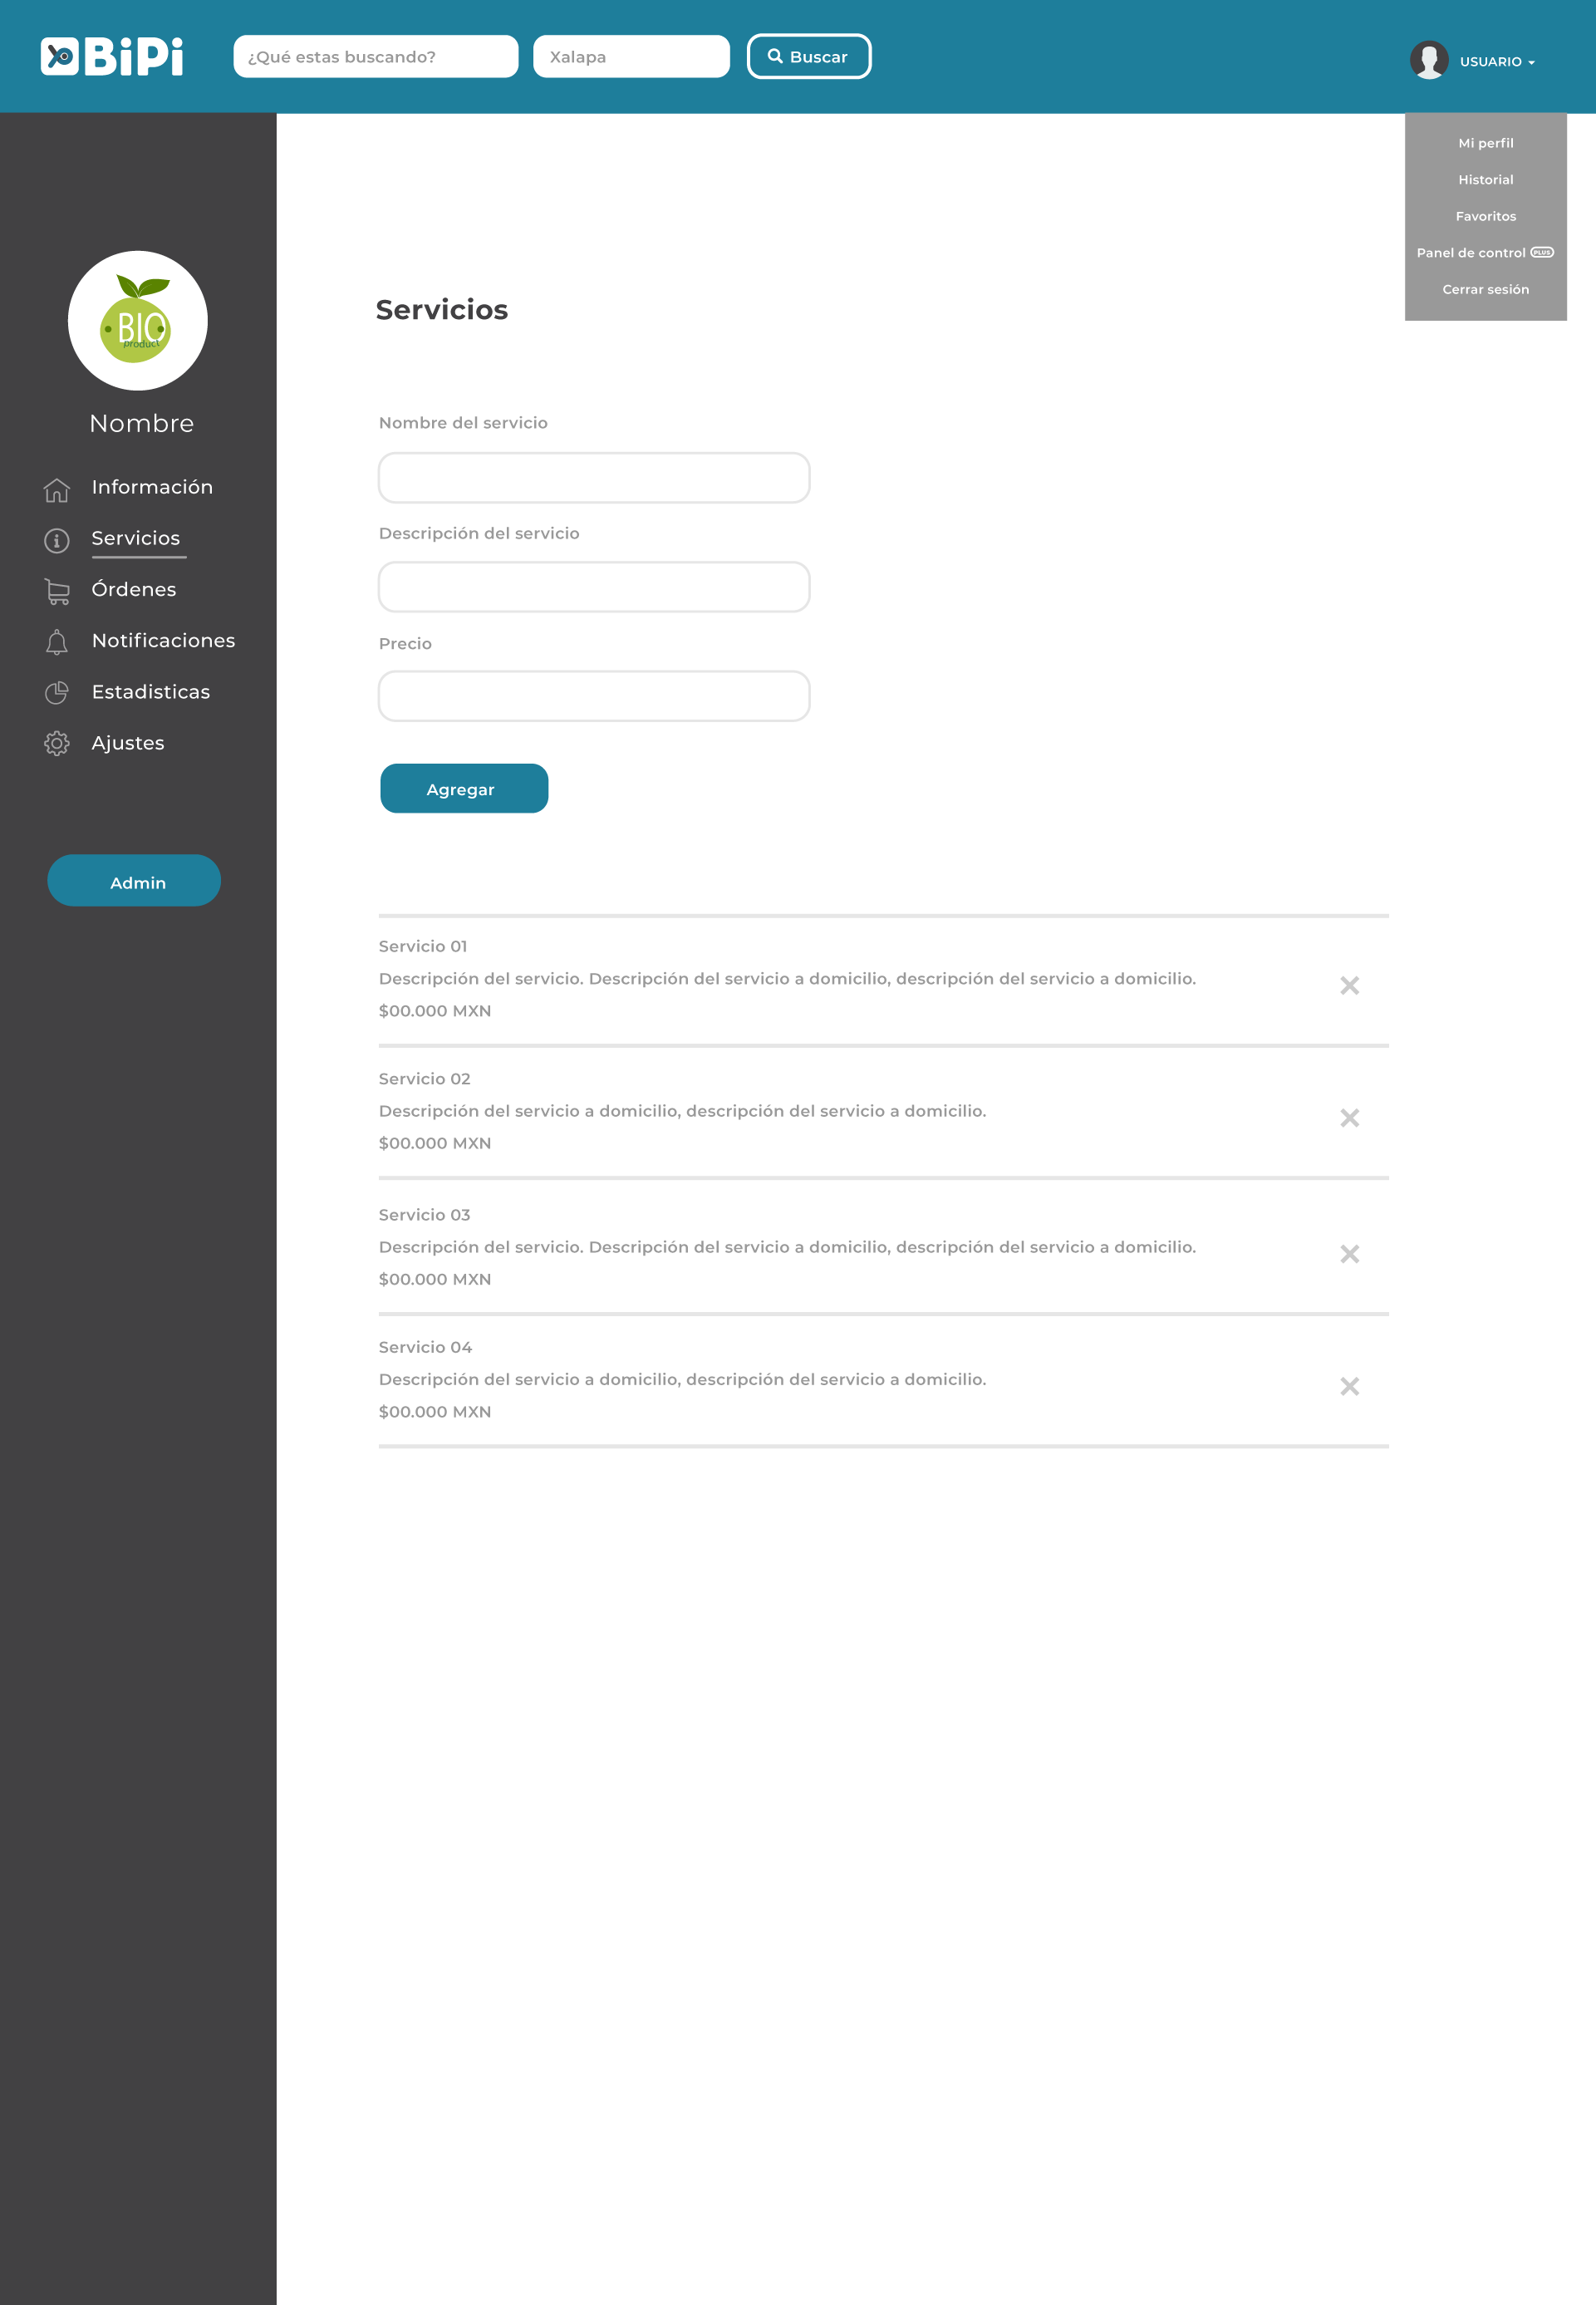 BiPi
¿Qué estas buscando?
Xalapa
Buscar
USUARIO
Mi perfil
Historial
Favoritos
Panel de control PLUS
Cerrar sesión
BIO
product
Nombre
Información
Servicios
Órdenes
Notificaciones
Estadisticas
Ajustes
Admin
Servicios
Nombre del servicio
Descripción del servicio
Precio
Agregar
Servicio 01
Descripción del servicio. Descripción del servicio a domicilio, descripción del servicio a domicilio.
$00.000 MXN
Servicio 02
Descripción del servicio a domicilio, descripción del servicio a domicilio.
$00.000 MXN
Servicio 03
Descripción del servicio. Descripción del servicio a domicilio, descripción del servicio a domicilio.
$00.000 MXN
Servicio 04
Descripción del servicio a domicilio, descripción del servicio a domicilio.
$00.000 MXN